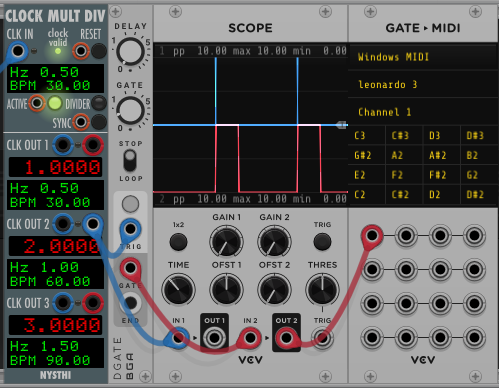 CLOCK MULT DIV
CLK IN
clock
valid
RESET
Hz 0.50
BPM 30.00
ACTIVE
DIVIDER
SYNC
CLK OUT 1
1.0000
Hz 0.50
BPM 30.00
CLK OUT 2
2.0000
Hz 1.00
BPM 60.00
CLK OUT 3
3.0000
Hz 1.50
BPM 90.00
NYSTHI
DELAY
0 5
GATE
0 5
STOP
LOOP
TRIG
GATE
END
DGATE
BGA
SCOPE
1 pp 10.00 max 10.00 min 0.00
2 pp 10.00 max 10.00 min 0.00
1x2
GAIN 1
GAIN 2
TRIG
TIME
OFST 1
OFST 2
THRES
IN 1
OUT 1
IN 2
OUT 2
TRIG
VCV
GATE ▸ MIDI
Windows MIDI
leonardo 3
Channel 1
C3 C#3 D3 D#3
G#2 A2 A#2 B2
E2 F2 F#2 G2
C2 C#2 D2 D#2
VCV